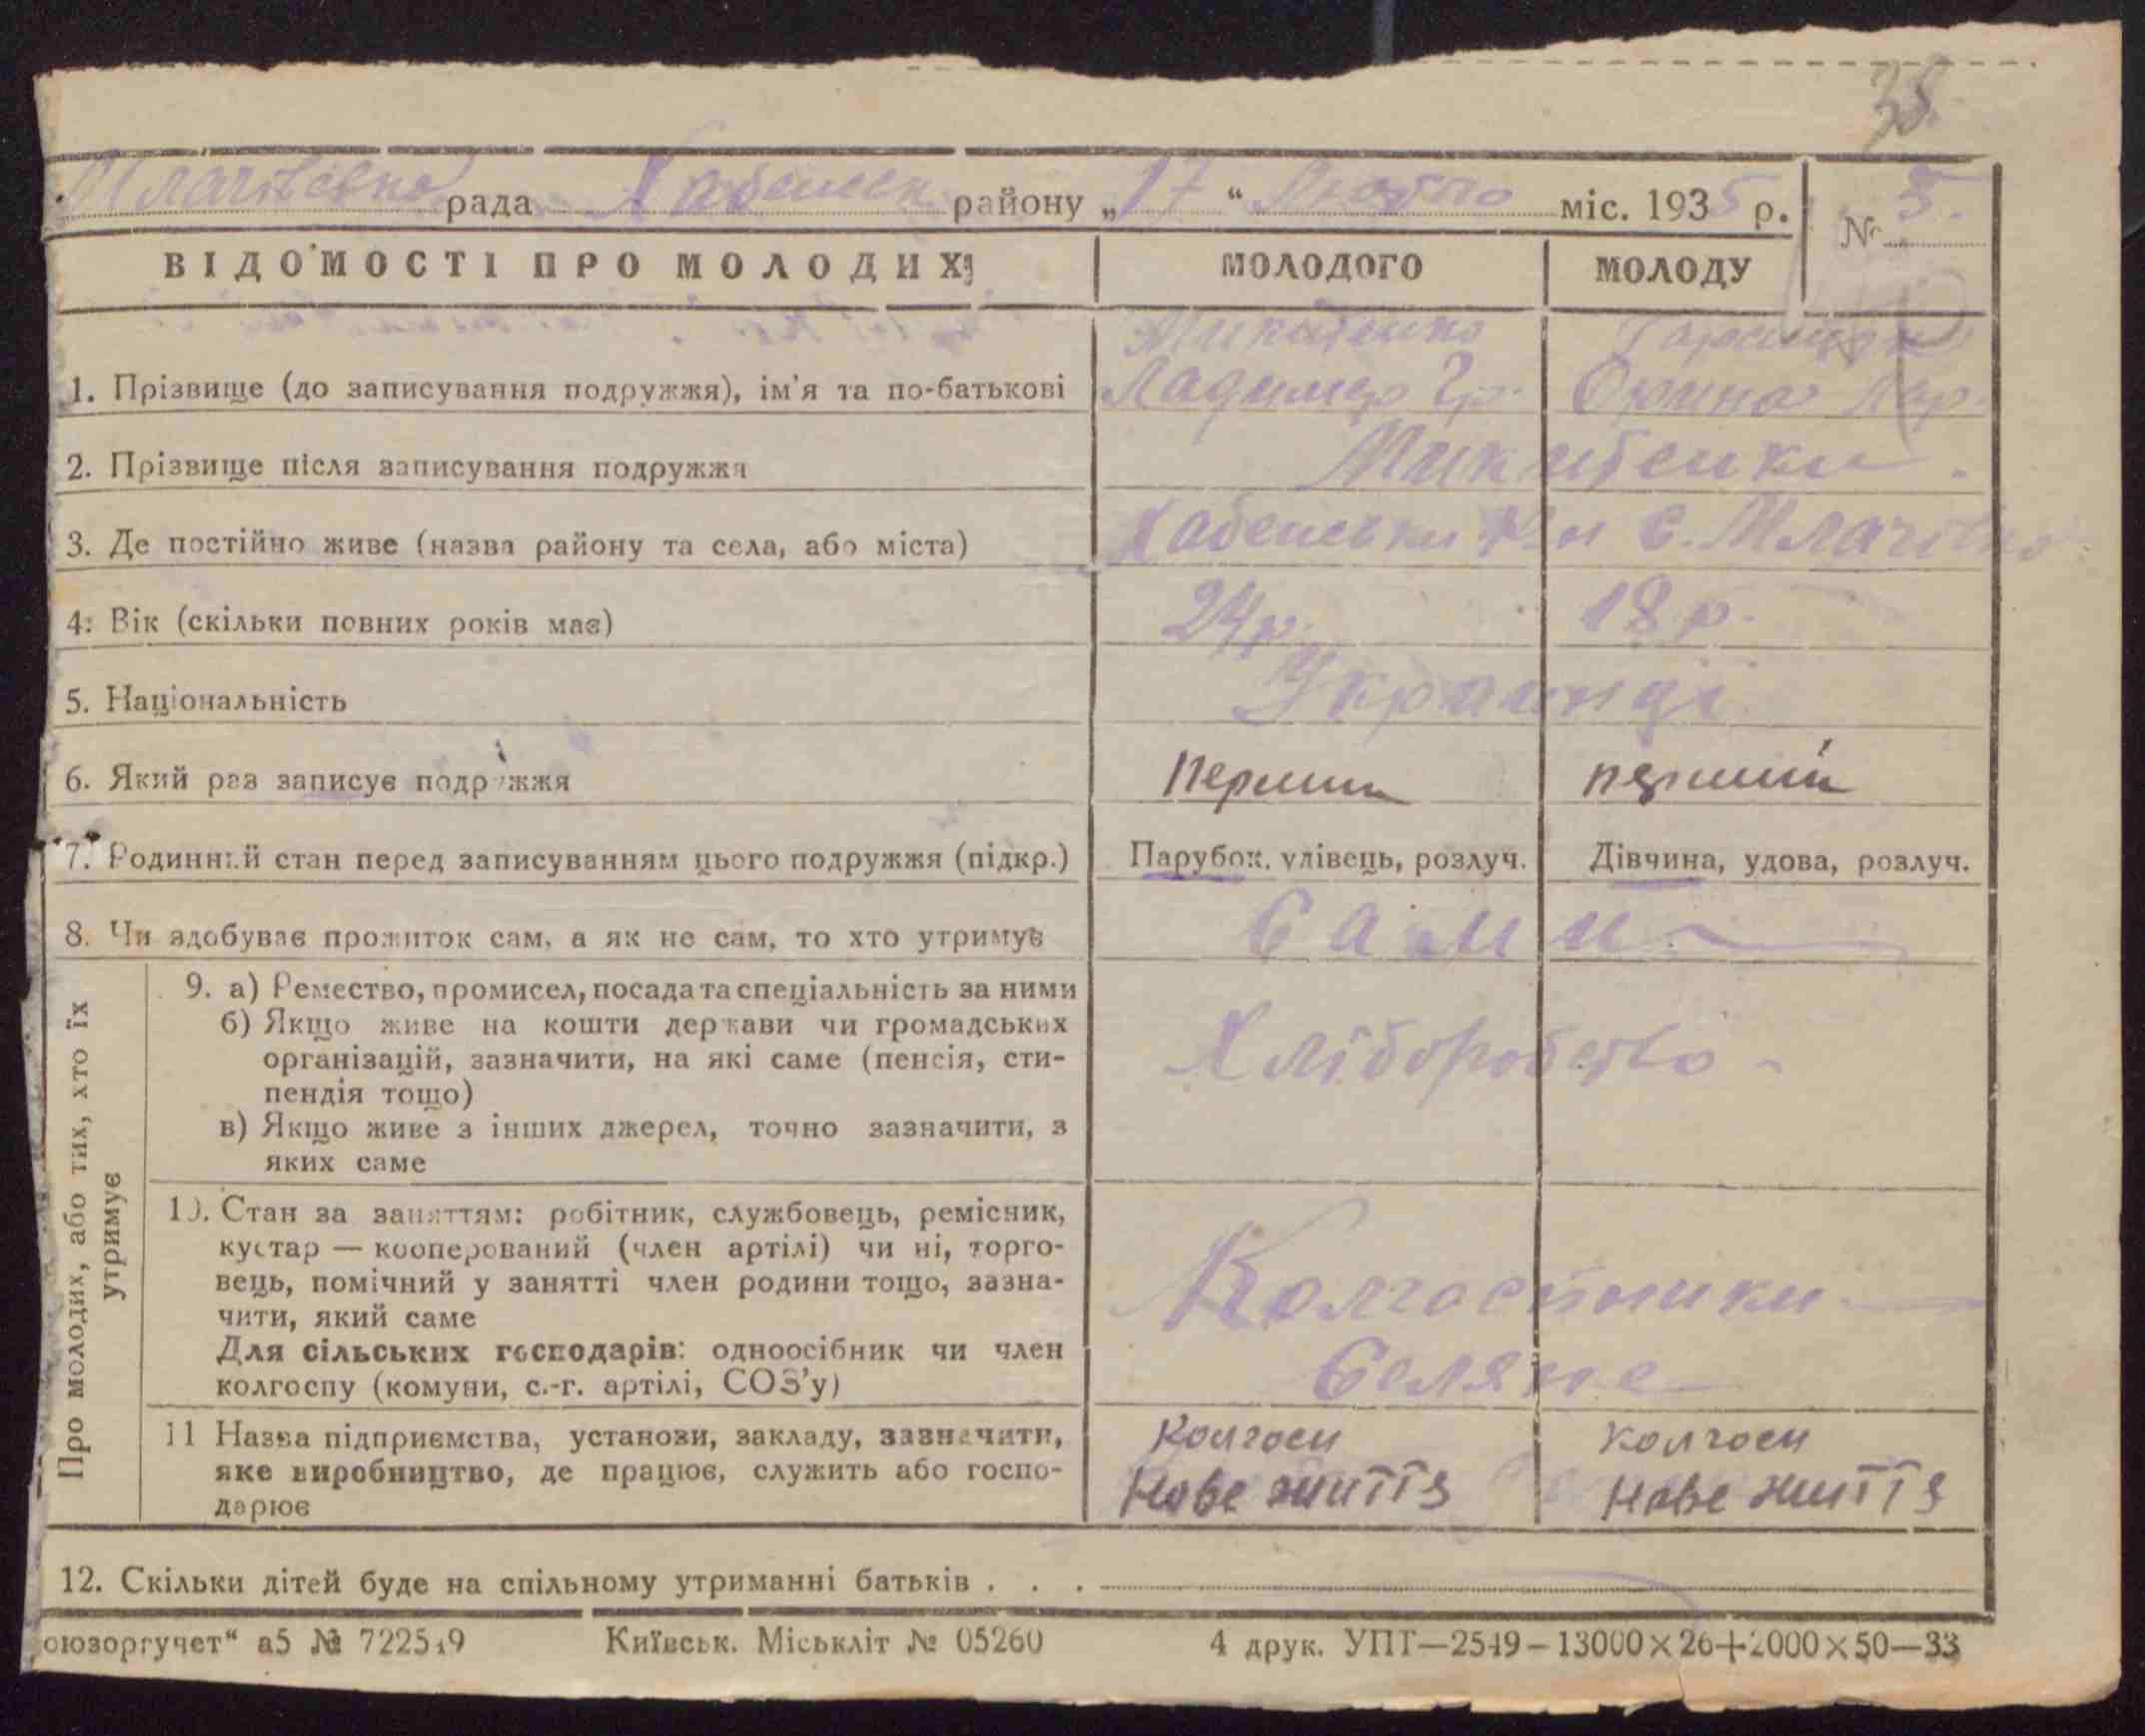 38
Млачівська рада Хабенськ. району „17“ Лютого міс. 1935 р. № 5.
ВІДОМОСТІ ПРО МОЛОДИХ МОЛОДОГО МОЛОДУ
Микитенко
1. Прізвище (до записування подружжя), ім'я та по-батькові Ладимер Гр. Орина
2. Прізвище після записування подружжя Микитенки.
3. Де постійно живе (назва району та села, або міста) Хабенськи Р-н с. Млачівка
4. Вік (скільки повних років має) 24 р. 18 р.
5. Національність Украинці
6. Який раз записує подружжя перший перший
7. Родинний стан перед записуванням цього подружжя (підкр.) Парубок, удівець, розлуч. Дівчина, удова, розлуч.
8. Чи здобуває прожиток сам, а як не сам, то хто утримує Сами
Про молодих, або тих, хто їх
утримує
9. а) Ремество, промисел, посада та спеціальність за ними
б) Якщо живе на кошти держави чи громадських
організацій, зазначити, на які саме (пенсія, сти-
пендія тощо)
в) Якщо живе з інших джерел, точно зазначити, з
яких саме
Хліборобство
10. Стан за заняттям: робітник, службовець, ремісник,
кустар — кооперований (член артілі) чи ні, торго-
вець, помічний у занятті член родини тощо, зазна-
чити, який саме
Для сільських господарів: одноосібник чи член
колгоспу (комуни, с.-г. артілі, СОЗ'у)
Колгоспники
Селяне
11 Назва підприємства, установи, закладу, зазначити,
яке виробництво, де працює, служить або госпо-
дарює
Колгосп
Нове життя
Колгосп
Нове життя
12. Скільки дітей буде на спільному утриманні батьків . . .
оюзоргучет“ а5 № 722519 Київськ. Міськліт № 05260 4 друк. УПТ—2549—13000×26+2000×50—33